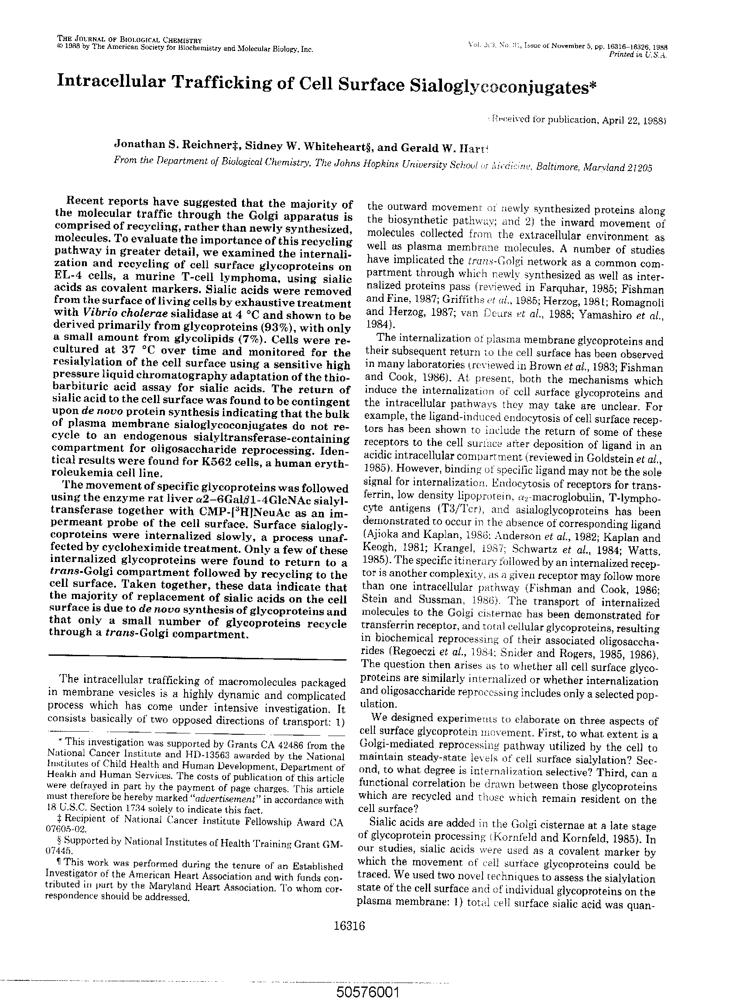 THE JOURNAL OF BIOLOGICAL CHEMISTRY
© 1988 by The American Society for Biochemistry and Molecular Biology, Inc.
Vol. No. Issue of November 5, pp. 16316-16326, 1988
Printed in U.S.A.
Intracellular Trafficking of Cell Surface Sialoglycoconjugates*
(Received for publication, April 22, 1988)
Jonathan S. Reichner‡, Sidney W. Whiteheart§, and Gerald W. Hart
From the Department of Biological Chemistry, The Johns Hopkins University School of Medicine, Baltimore, Maryland 21205
Recent reports have suggested that the majority of
the molecular traffic through the Golgi apparatus is
comprised of recycling, rather than newly synthesized,
molecules. To evaluate the importance of this recycling
pathway in greater detail, we examined the internali-
zation and recycling of cell surface glycoproteins on
EL-4 cells, a murine T-cell lymphoma, using sialic
acids as covalent markers. Sialic acids were removed
from the surface of living cells by exhaustive treatment
with Vibrio cholerae sialidase at 4 °C and shown to be
derived primarily from glycoproteins (93%), with only
a small amount from glycolipids (7%). Cells were re-
cultured at 37 °C over time and monitored for the
resialylation of the cell surface using a sensitive high
pressure liquid chromatography adaptation of the thio-
barbituric acid assay for sialic acids. The return of
sialic acid to the cell surface was found to be contingent
upon de novo protein synthesis indicating that the bulk
of plasma membrane sialoglycoconjugates do not re-
cycle to an endogenous sialyltransferase-containing
compartment for oligosaccharide reprocessing. Iden-
tical results were found for K562 cells, a human eryth-
roleukemia cell line.
The movement of specific glycoproteins was followed
using the enzyme rat liver α2-6Galβ1-4GlcNAc sialyl-
transferase together with CMP-[³H]NeuAc as an im-
permeant probe of the cell surface. Surface sialogly-
coproteins were internalized slowly, a process unaf-
fected by cycloheximide treatment. Only a few of these
internalized glycoproteins were found to return to a
trans-Golgi compartment followed by recycling to the
cell surface. Taken together, these data indicate that
the majority of replacement of sialic acids on the cell
surface is due to de novo synthesis of glycoproteins and
that only a small number of glycoproteins recycle
through a trans-Golgi compartment.
The intracellular trafficking of macromolecules packaged
in membrane vesicles is a highly dynamic and complicated
process which has come under intensive investigation. It
consists basically of two opposed directions of transport: 1)
* This investigation was supported by Grants CA 42486 from the
National Cancer Institute and HD-13563 awarded by the National
Institutes of Child Health and Human Development, Department of
Health and Human Services. The costs of publication of this article
were defrayed in part by the payment of page charges. This article
must therefore be hereby marked "advertisement" in accordance with
18 U.S.C. Section 1734 solely to indicate this fact.
‡ Recipient of National Cancer Institute Fellowship Award CA
07605-02.
§ Supported by National Institutes of Health Training Grant GM-
07445.
¶ This work was performed during the tenure of an Established
Investigator of the American Heart Association and with funds con-
tributed in part by the Maryland Heart Association. To whom cor-
respondence should be addressed.
the outward movement of newly synthesized proteins along
the biosynthetic pathway; and 2) the inward movement of
molecules collected from the extracellular environment as
well as plasma membrane molecules. A number of studies
have implicated the trans-Golgi network as a common com-
partment through which newly synthesized as well as inter-
nalized proteins pass (reviewed in Farquhar, 1985; Fishman
and Fine, 1987; Griffiths et al., 1985; Herzog, 1981; Romagnoli
and Herzog, 1987; van Deurs et al., 1988; Yamashiro et al.,
1984).
The internalization of plasma membrane glycoproteins and
their subsequent return to the cell surface has been observed
in many laboratories (reviewed in Brown et al., 1983; Fishman
and Cook, 1986). At present, both the mechanisms which
induce the internalization of cell surface glycoproteins and
the intracellular pathways they may take are unclear. For
example, the ligand-induced endocytosis of cell surface recep-
tors has been shown to include the return of some of these
receptors to the cell surface after deposition of ligand in an
acidic intracellular compartment (reviewed in Goldstein et al.,
1985). However, binding of specific ligand may not be the sole
signal for internalization. Endocytosis of receptors for trans-
ferrin, low density lipoprotein, α₂-macroglobulin, T-lympho-
cyte antigens (T3/Tcr), and asialoglycoproteins has been
demonstrated to occur in the absence of corresponding ligand
(Ajioka and Kaplan, 1986; Anderson et al., 1982; Kaplan and
Keogh, 1981; Krangel, 1987; Schwartz et al., 1984; Watts,
1985). The specific itinerary followed by an internalized recep-
tor is another complexity, as a given receptor may follow more
than one intracellular pathway (Fishman and Cook, 1986;
Stein and Sussman, 1986). The transport of internalized
molecules to the Golgi cisternae has been demonstrated for
transferrin receptor, and total cellular glycoproteins, resulting
in biochemical reprocessing of their associated oligosaccha-
rides (Regoeczi et al., 1984; Snider and Rogers, 1985, 1986).
The question then arises as to whether all cell surface glyco-
proteins are similarly internalized or whether internalization
and oligosaccharide reprocessing includes only a selected pop-
ulation.
We designed experiments to elaborate on three aspects of
cell surface glycoprotein movement. First, to what extent is a
Golgi-mediated reprocessing pathway utilized by the cell to
maintain steady-state levels of cell surface sialylation? Sec-
ond, to what degree is internalization selective? Third, can a
functional correlation be drawn between those glycoproteins
which are recycled and those which remain resident on the
cell surface?
Sialic acids are added in the Golgi cisternae at a late stage
of glycoprotein processing (Kornfeld and Kornfeld, 1985). In
our studies, sialic acids were used as a covalent marker by
which the movement of cell surface glycoproteins could be
traced. We used two novel techniques to assess the sialylation
state of the cell surface and of individual glycoproteins on the
plasma membrane: 1) total cell surface sialic acid was quan-
16316
50576001